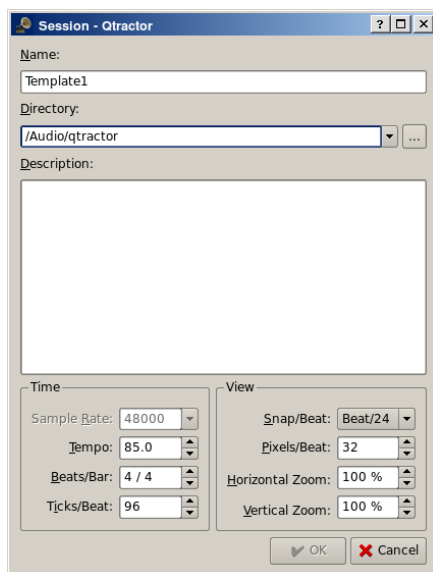 Session - Qtractor
Name:
Template1
Directory:
/Audio/qtractor
...
Description:
Time
Sample Rate: 48000
Tempo: 85.0
Beats/Bar: 4 / 4
Ticks/Beat: 96
View
Snap/Beat: Beat/24
Pixels/Beat: 32
Horizontal Zoom: 100 %
Vertical Zoom: 100 %
OK
Cancel